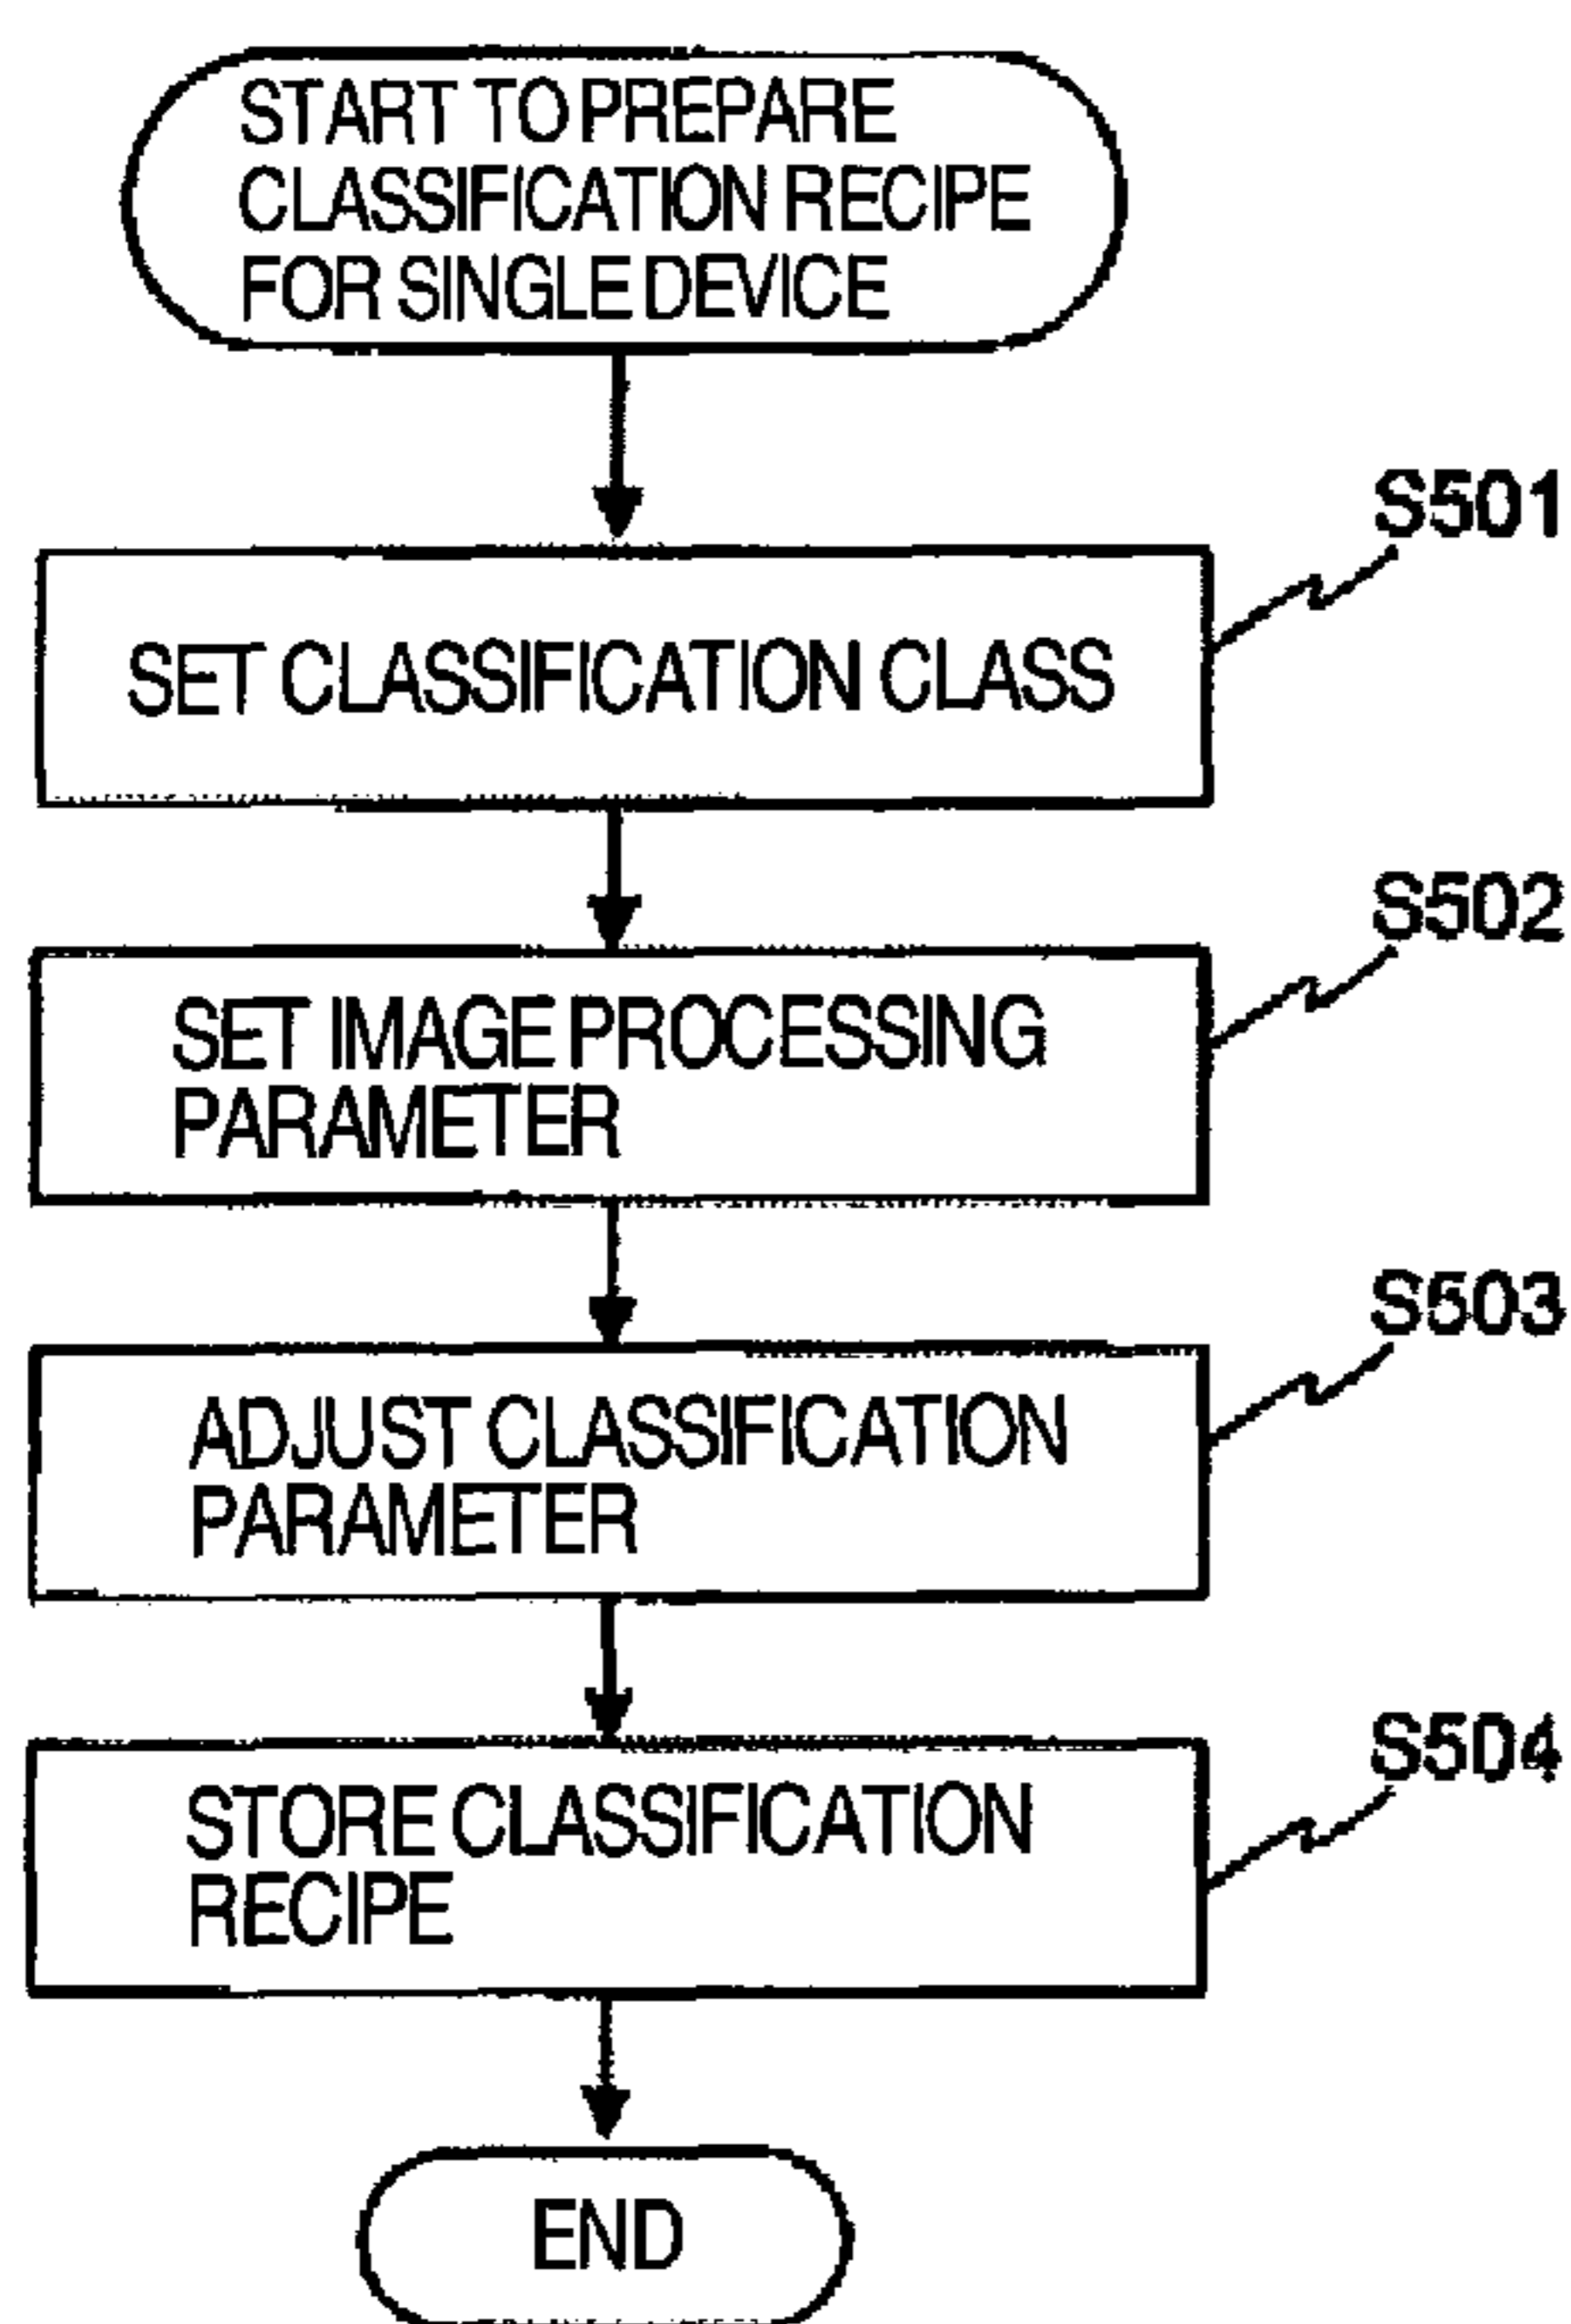 START TO PREPARE
CLASSIFICATION RECIPE
FOR SINGLE DEVICE
S501
SET CLASSIFICATION CLASS
S502
SET IMAGE PROCESSING
PARAMETER
S503
ADJUST CLASSIFICATION
PARAMETER
S504
STORE CLASSIFICATION
RECIPE
END